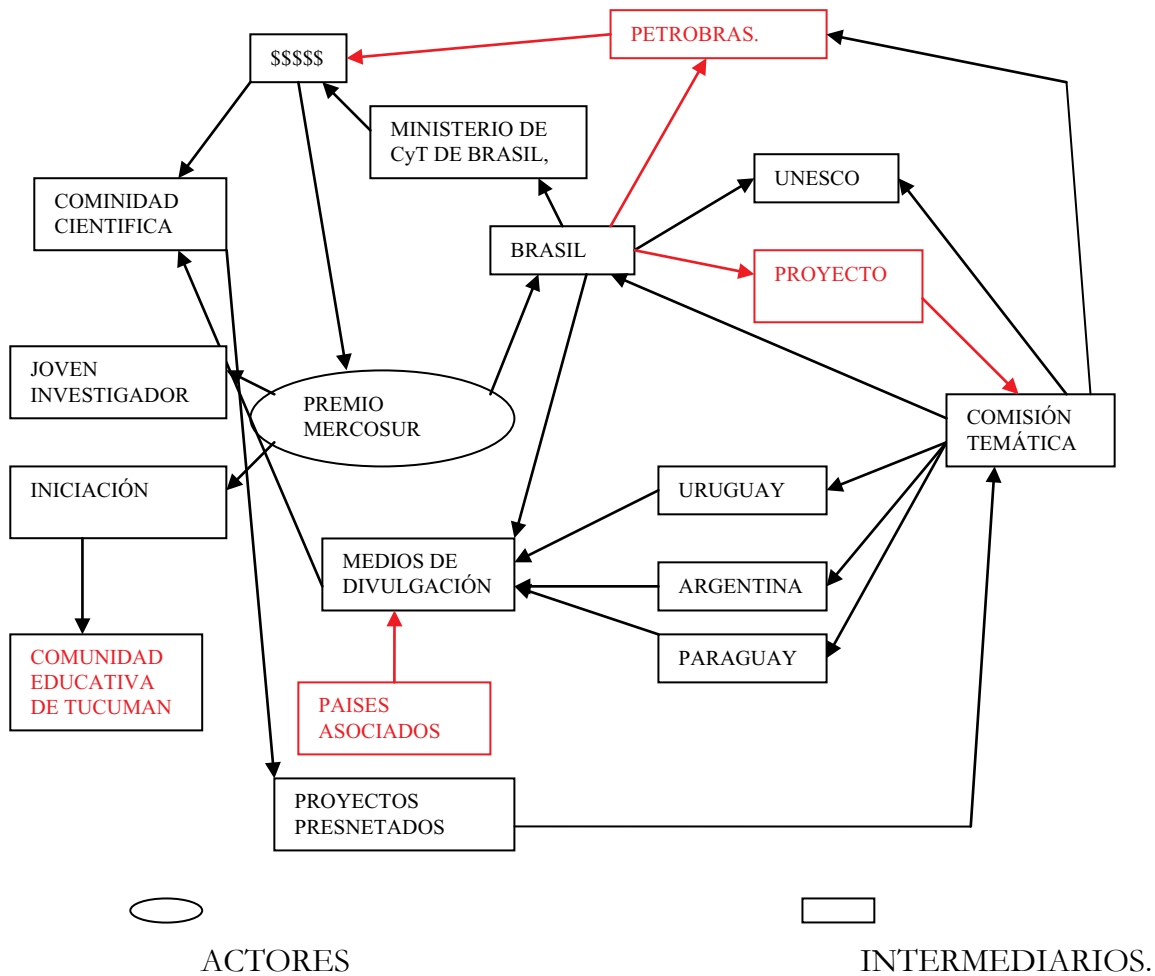 PETROBRAS.
$$$$$
MINISTERIO DE
CyT DE BRASIL,
UNESCO
COMINIDAD
CIENTIFICA
BRASIL
PROYECTO
JOVEN
INVESTIGADOR
PREMIO
MERCOSUR
COMISIÓN
TEMÁTICA
INICIACIÓN
URUGUAY
MEDIOS DE
DIVULGACIÓN
ARGENTINA
COMUNIDAD
EDUCATIVA
DE TUCUMAN
PARAGUAY
PAISES
ASOCIADOS
PROYECTOS
PRESNETADOS
ACTORES
INTERMEDIARIOS.